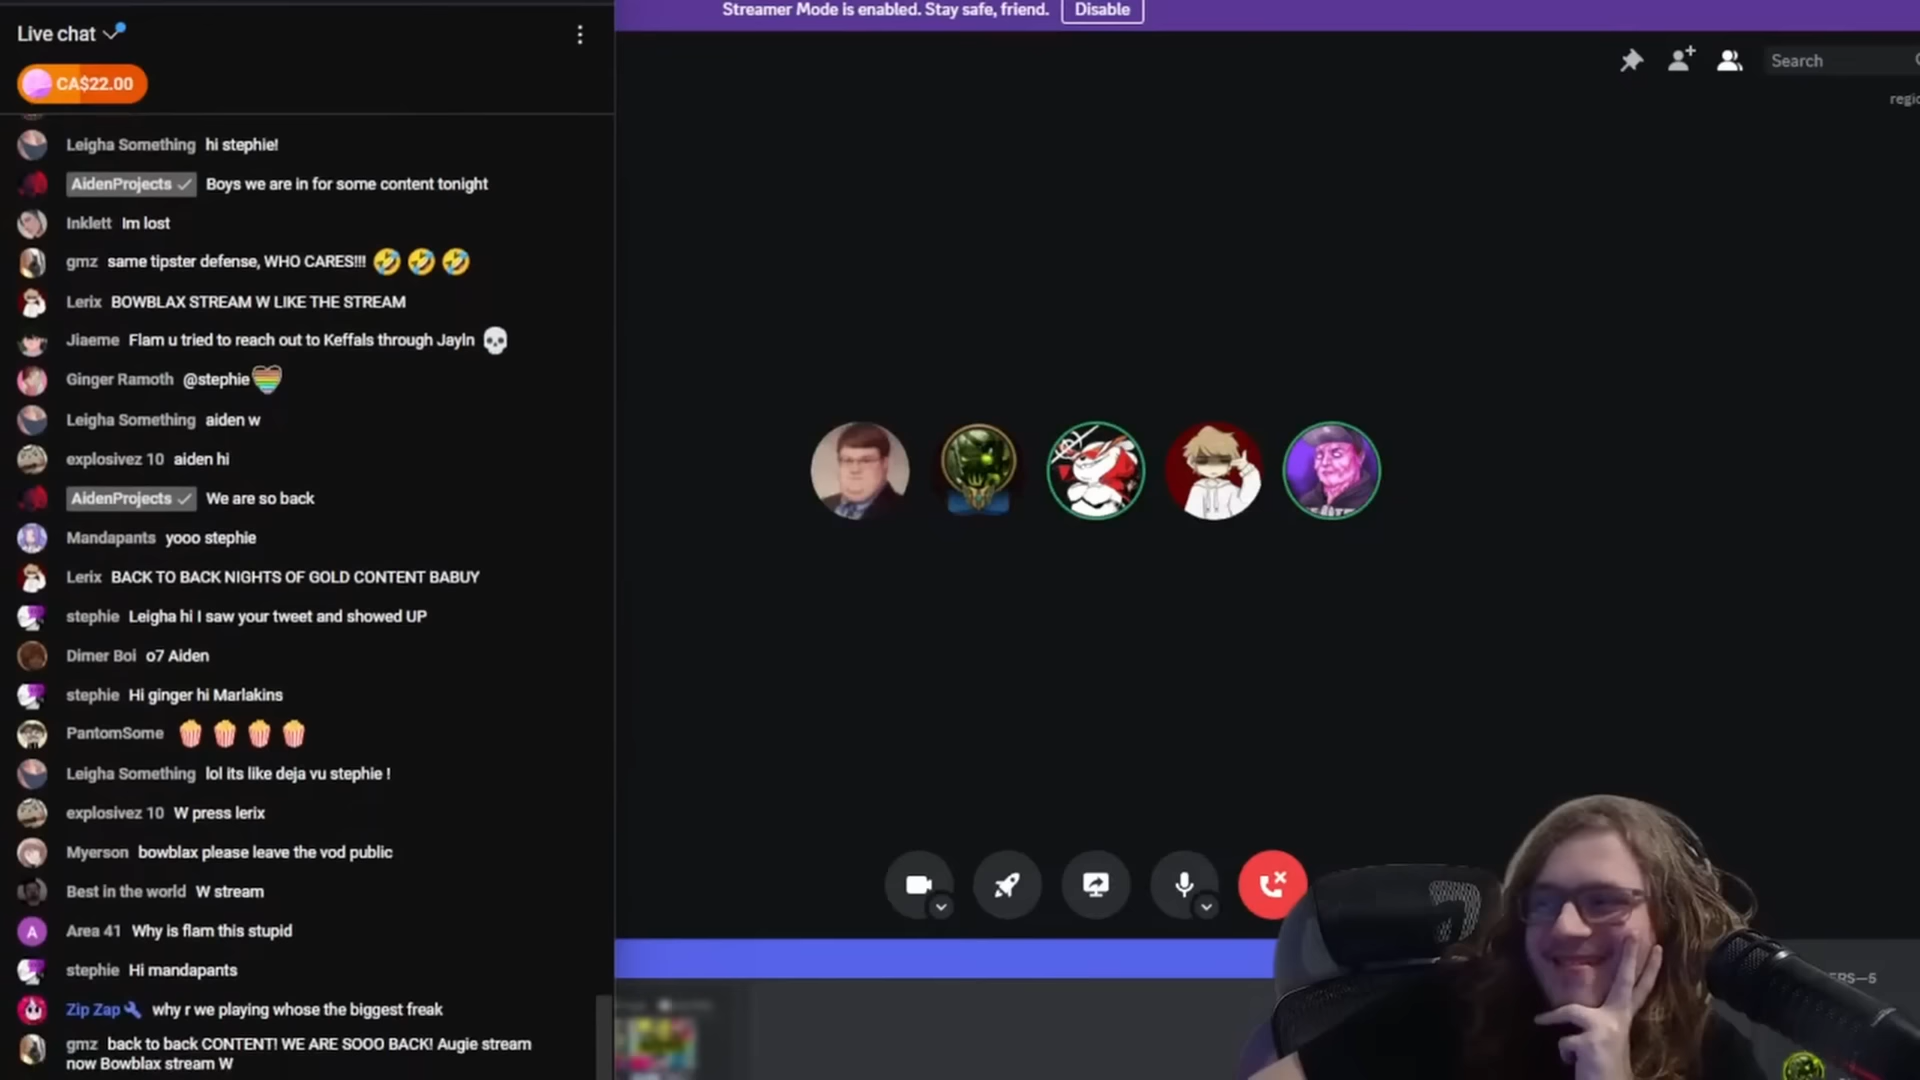 Streamer Mode is enabled. Stay safe, friend. Disable
Live chat
CA$22.00
Search
Leigha Something hi stephie!
AidenProjects Boys we are in for some content tonight
Inklett Im lost
gmz same tipster defense, WHO CARES!!! 🤣 🤣 🤣
Lerix BOWBLAX STREAM W LIKE THE STREAM
Jiaeme Flam u tried to reach out to Keffals through Jayln 💀
Ginger Ramoth @stephie
Leigha Something aiden w
explosivez 10 aiden hi
AidenProjects We are so back
Mandapants yooo stephie
Lerix BACK TO BACK NIGHTS OF GOLD CONTENT BABUY
stephie Leigha hi I saw your tweet and showed UP
Dimer Boi o7 Aiden
stephie Hi ginger hi Marlakins
PantomSome 🍿 🍿 🍿 🍿
Leigha Something lol its like deja vu stephie !
explosivez 10 W press lerix
Myerson bowblax please leave the vod public
Best in the world W stream
A Area 41 Why is flam this stupid
stephie Hi mandapants
Zip Zap why r we playing whose the biggest freak
gmz back to back CONTENT! WE ARE SOOO BACK! Augie stream
now Bowblax stream W